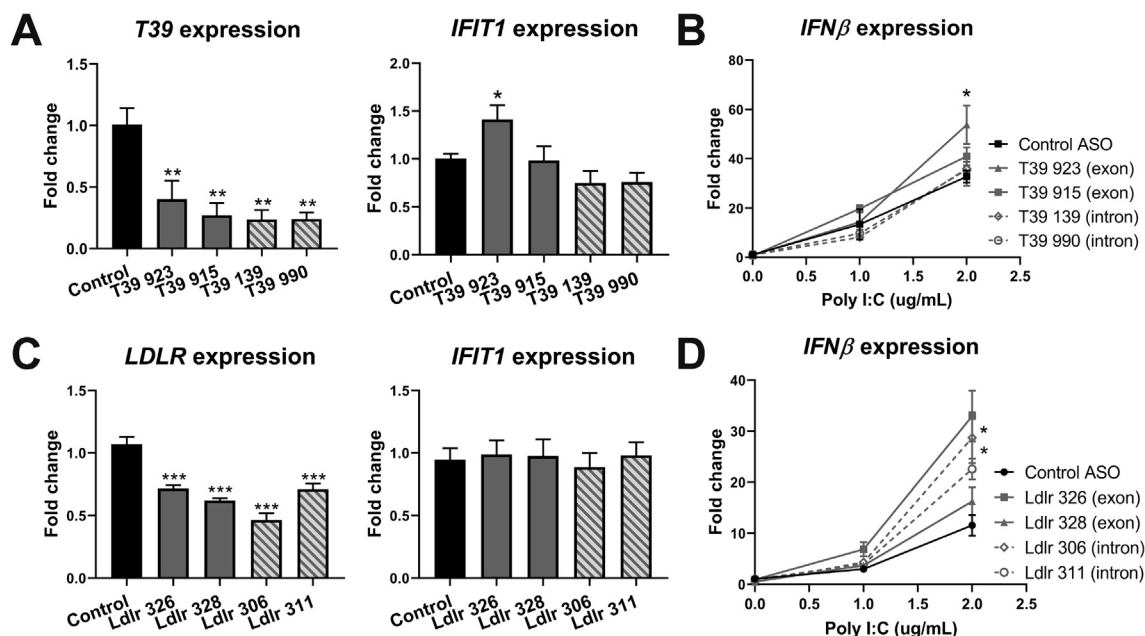 A
T39 expression
Fold change
1.5
1.0
0.5
0.0
**
**
**
**
Control
T39 923
T39 915
T39 139
T39 990
IFIT1 expression
Fold change
2.0
1.5
1.0
0.5
0.0
*
Control
T39 923
T39 915
T39 139
T39 990
B
IFNβ expression
Fold change
80
60
40
20
0
*
0.0
0.5
1.0
1.5
2.0
2.5
Poly I:C (ug/mL)
Control ASO
T39 923 (exon)
T39 915 (exon)
T39 139 (intron)
T39 990 (intron)
C
LDLR expression
Fold change
1.5
1.0
0.5
0.0
***
***
***
***
Control
Ldlr 326
Ldlr 328
Ldlr 306
Ldlr 311
IFIT1 expression
Fold change
1.5
1.0
0.5
0.0
Control
Ldlr 326
Ldlr 328
Ldlr 306
Ldlr 311
D
IFNβ expression
Fold change
40
30
20
10
0
*
*
0.0
0.5
1.0
1.5
2.0
2.5
Poly I:C (ug/mL)
Control ASO
Ldlr 326 (exon)
Ldlr 328 (exon)
Ldlr 306 (intron)
Ldlr 311 (intron)